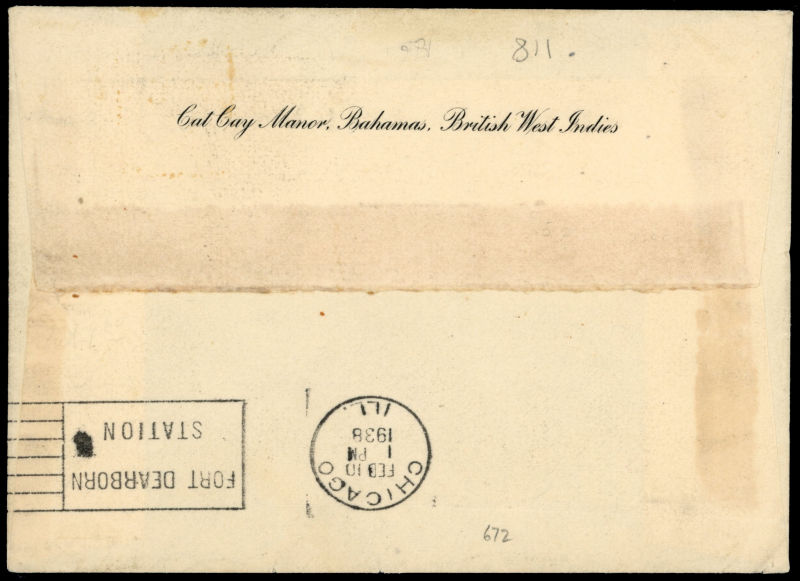 811.
Cat Cay Manor, Bahamas, British West Indies
CHICAGO
FEB 10
1 PM
1938
ILL.
FORT DEARBORN
STATION
672